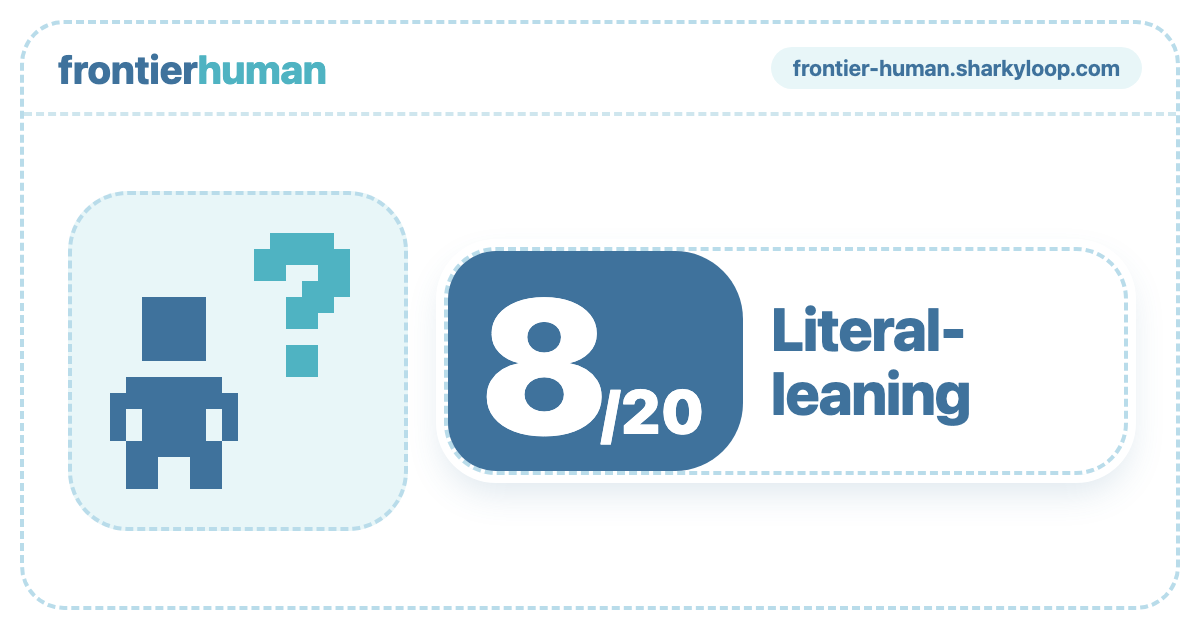 frontierhuman
frontier-human.sharkyloop.com
?
8/20
Literal-
leaning